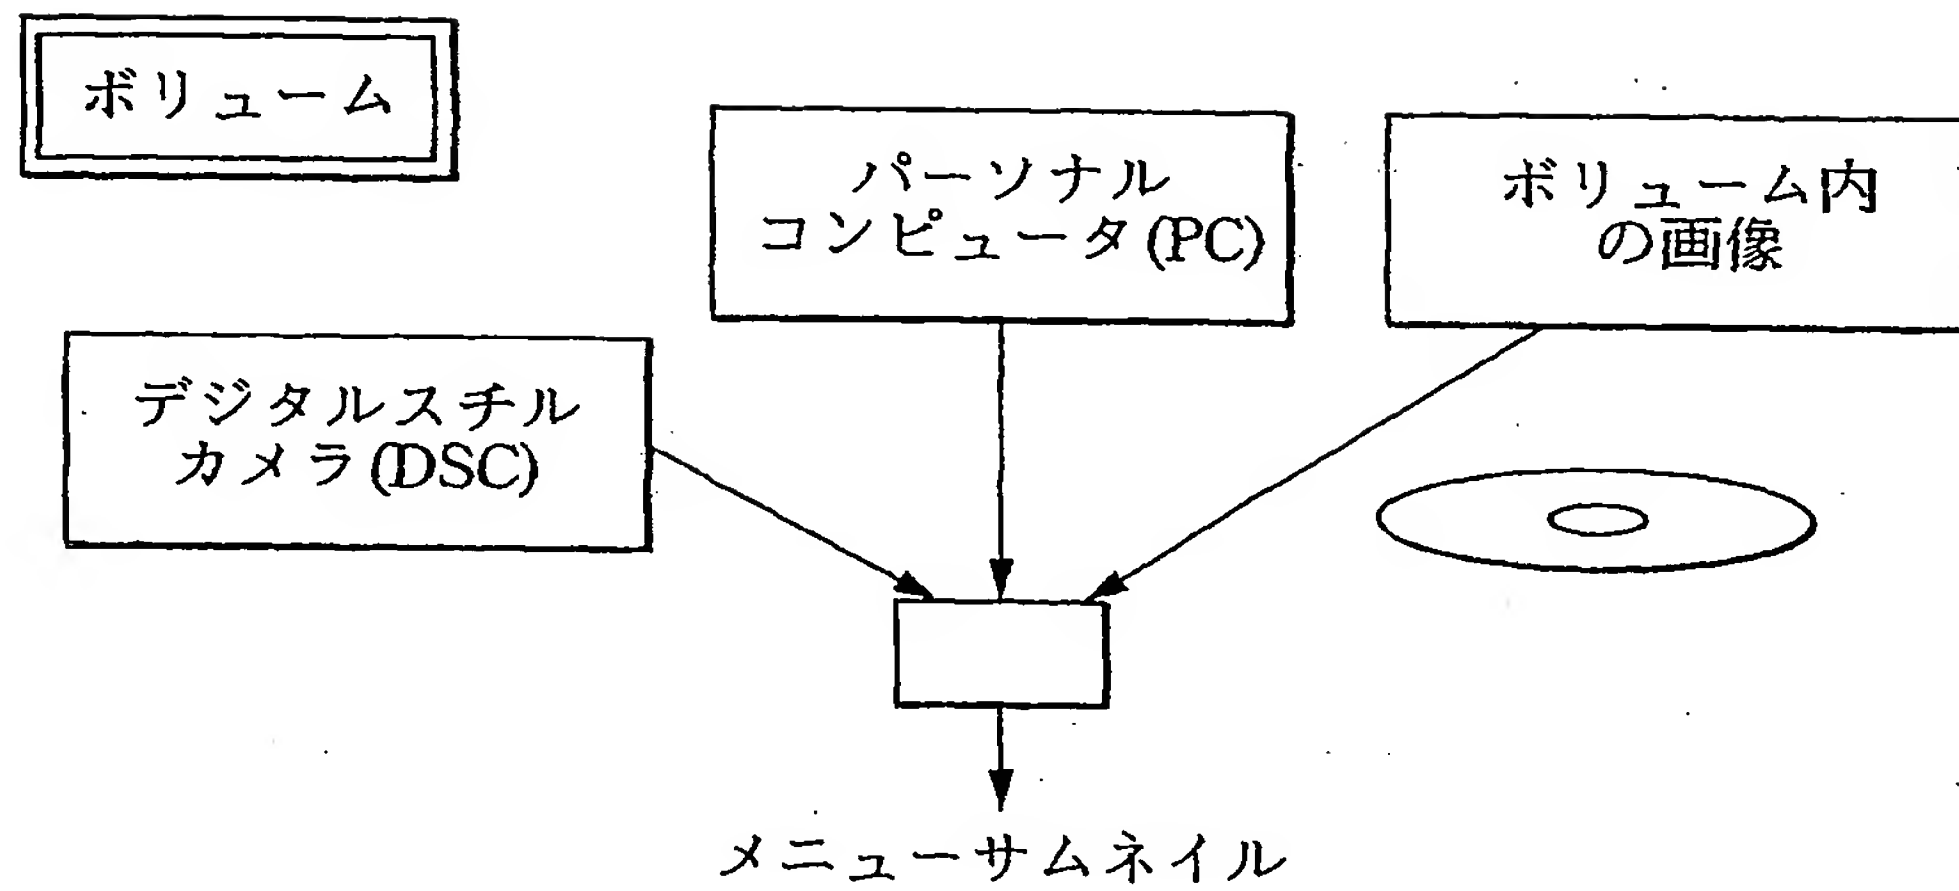 ボリューム
パーソナル
コンピュータ(PC)
ボリューム内
の画像
デジタルスチル
カメラ(DSC)
メニューサムネイル